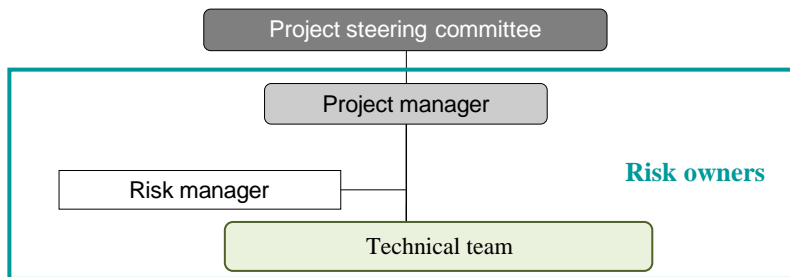 Project steering committee
Project manager
Risk owners
Risk manager
Technical team